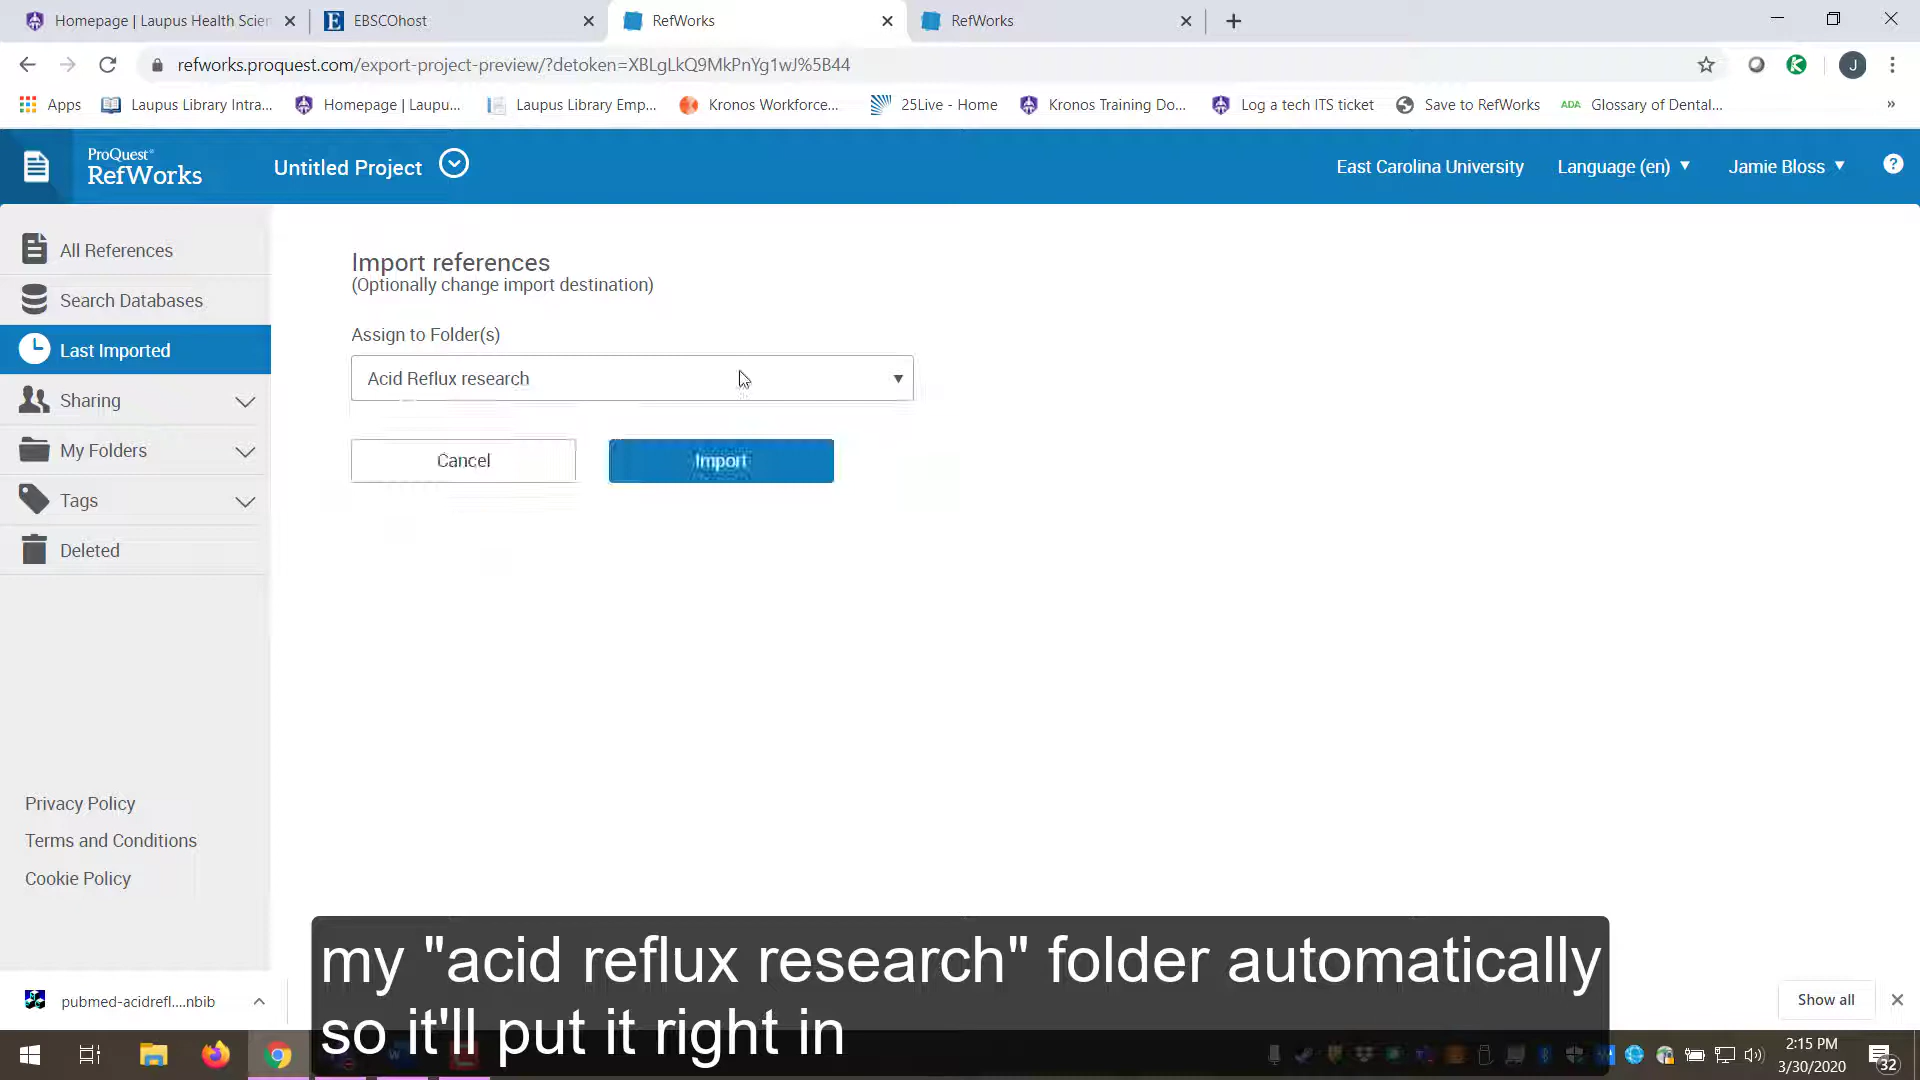 Homepage | Laupus Health Scien
EBSCOhost
RefWorks
RefWorks
refworks.proquest.com/export-project-preview/?detoken=XBLgLkQ9MkPnYg1wJ%5B44
J
Apps
Laupus Library Intra...
Homepage | Laupu...
Laupus Library Emp...
Kronos Workforce...
25Live - Home
Kronos Training Do...
Log a tech ITS ticket
Save to RefWorks
ADA Glossary of Dental...
»
ProQuest®
RefWorks
Untitled Project
East Carolina University
Language (en)
Jamie Bloss
?
All References
Search Databases
Last Imported
Sharing
My Folders
Tags
Deleted
Import references
(Optionally change import destination)
Assign to Folder(s)
Acid Reflux research
Cancel
Import
Privacy Policy
Terms and Conditions
Cookie Policy
my "acid reflux research" folder automatically
so it'll put it right in
pubmed-acidrefl....nbib
Show all
2:15 PM
3/30/2020
32